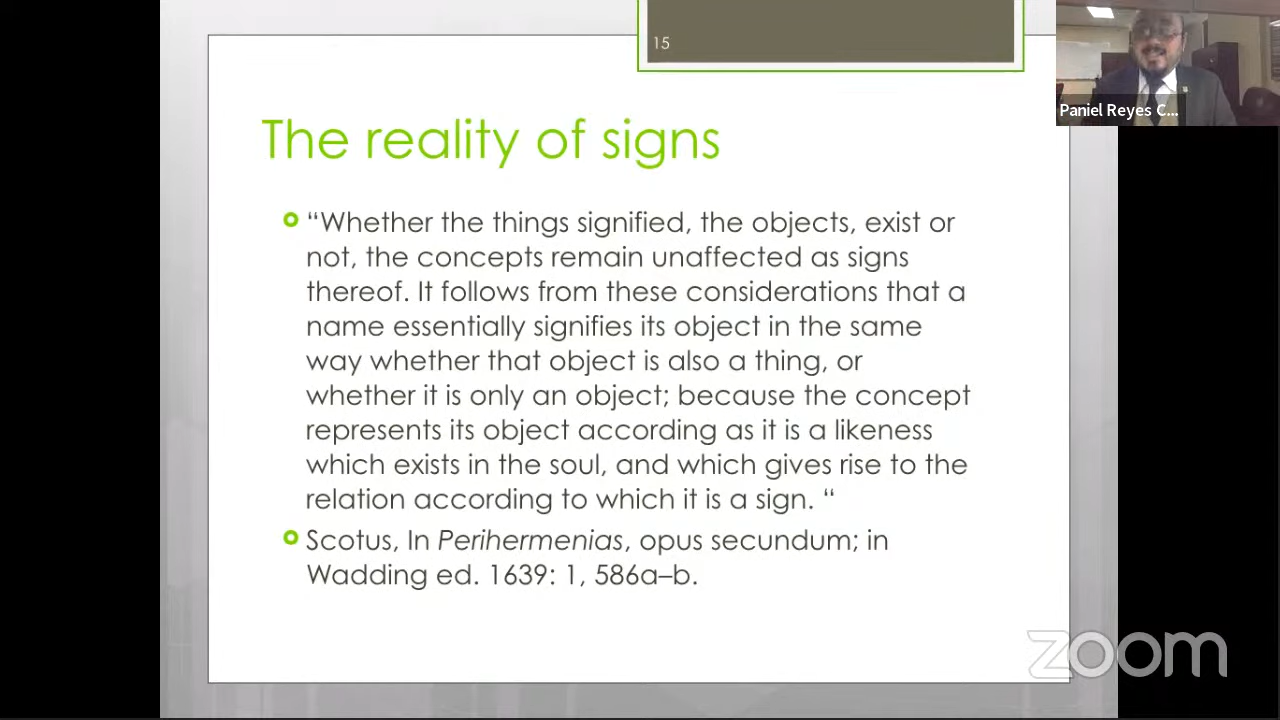 15
Paniel Reyes C...
The reality of signs
“Whether the things signified, the objects, exist or
not, the concepts remain unaffected as signs
thereof. It follows from these considerations that a
name essentially signifies its object in the same
way whether that object is also a thing, or
whether it is only an object; because the concept
represents its object according as it is a likeness
which exists in the soul, and which gives rise to the
relation according to which it is a sign. “
Scotus, In Perihermenias, opus secundum; in
Wadding ed. 1639: 1, 586a–b.
zoom